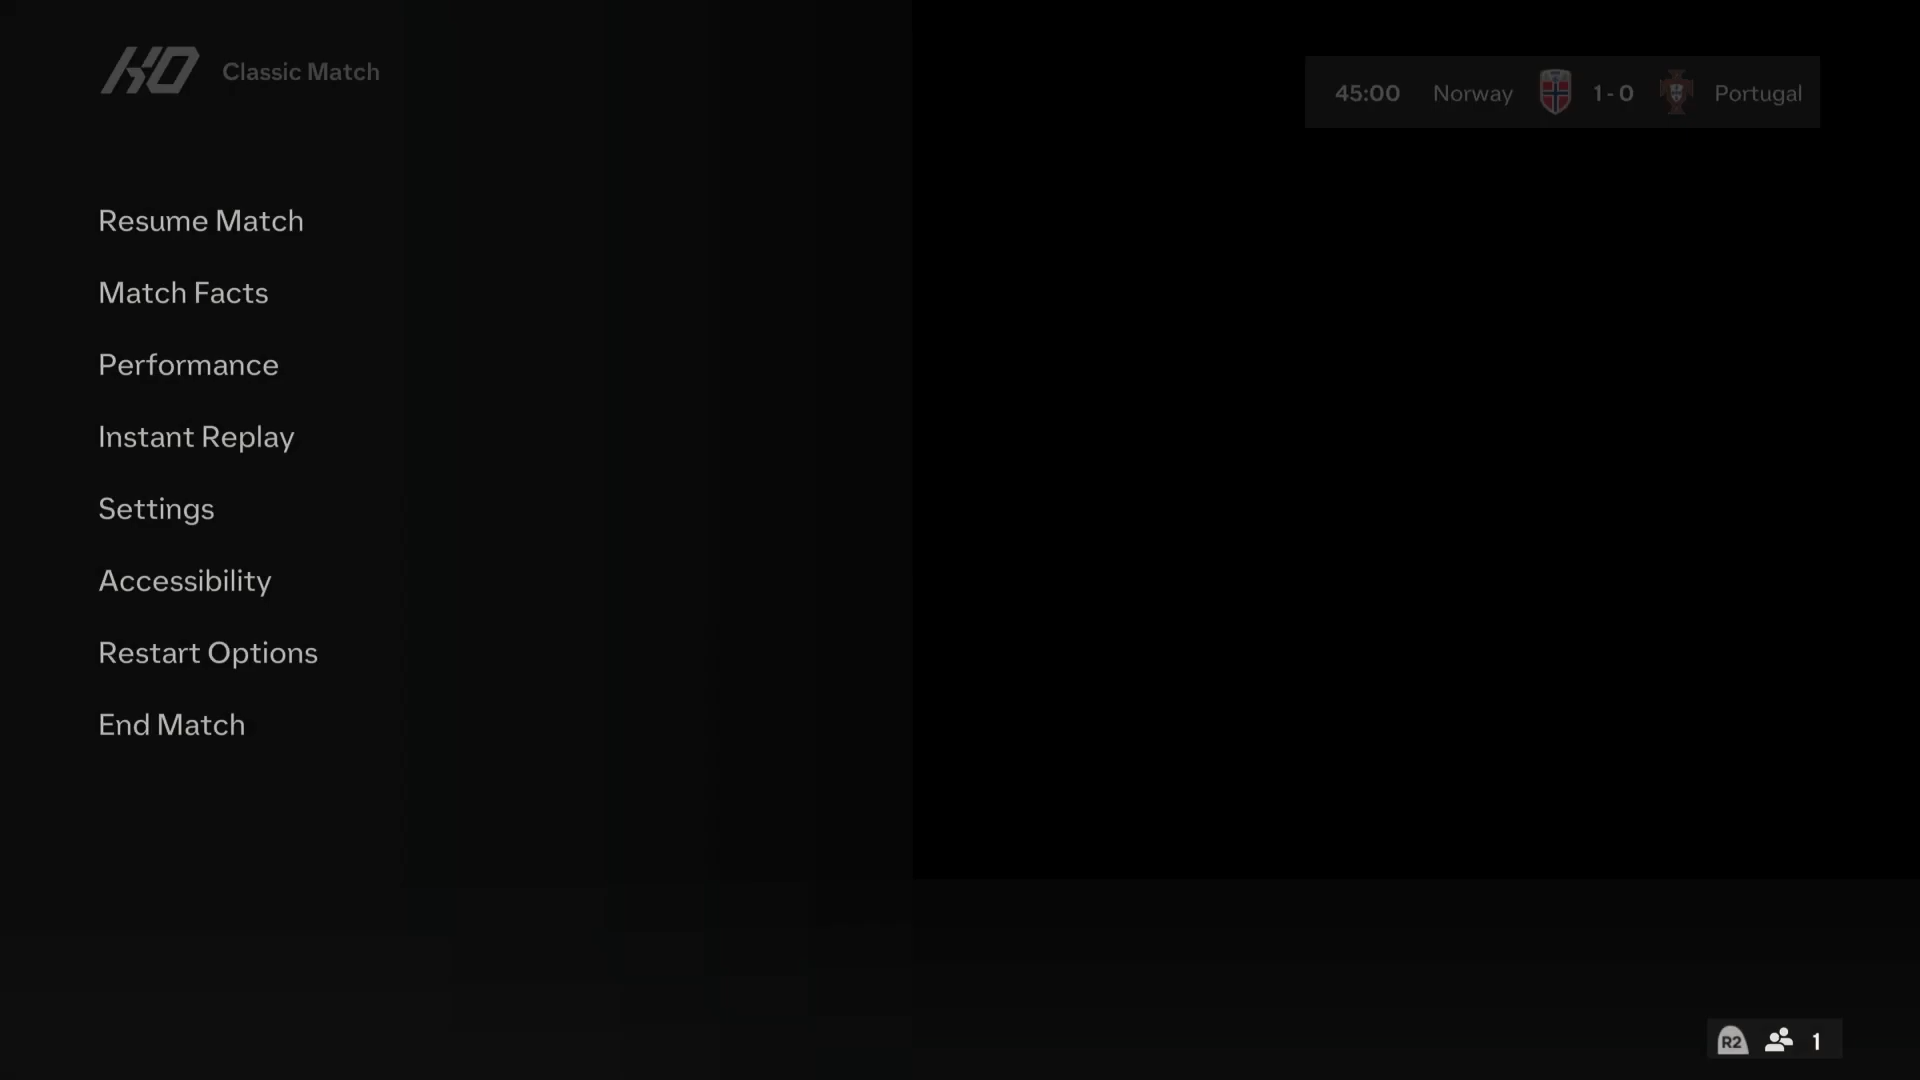 KO Classic Match
45:00 Norway 1 - 0 Portugal
Resume Match
Match Facts
Performance
Instant Replay
Settings
Accessibility
Restart Options
End Match
R2 1